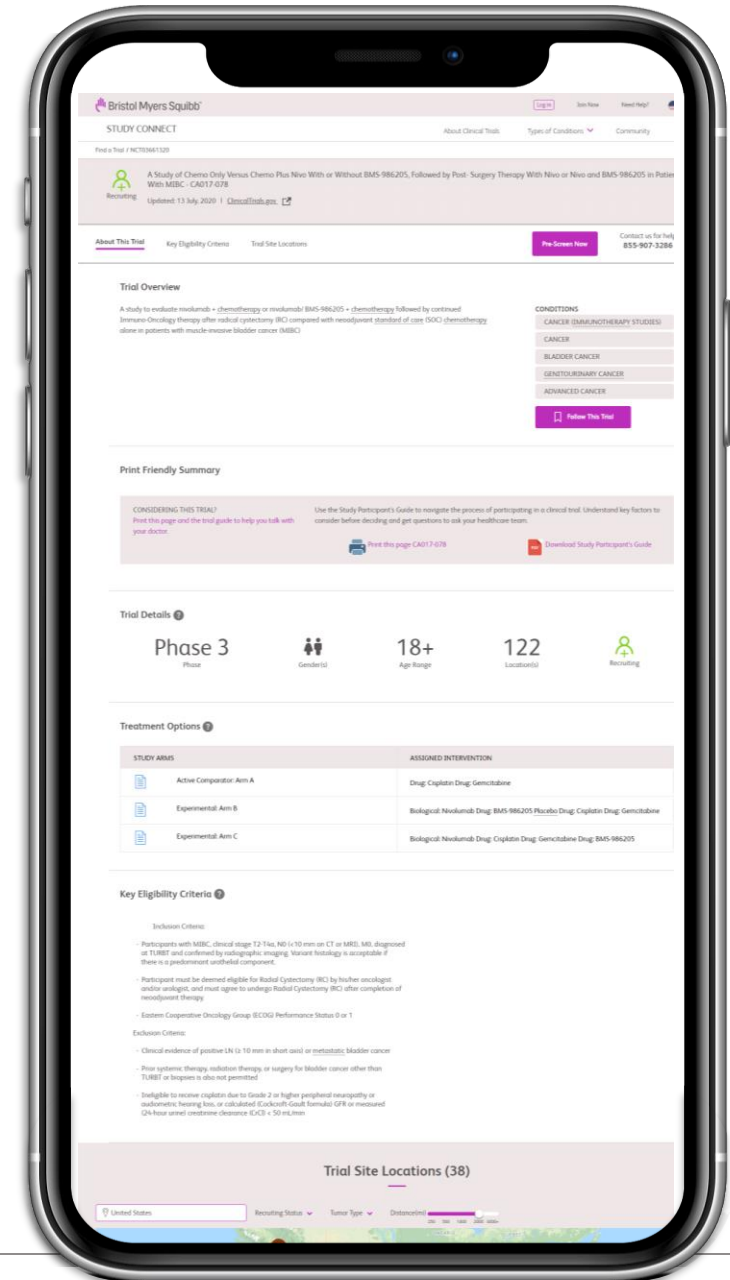 Bristol Myers Squibb™
Log In
Join Now
Need Help?
STUDY CONNECT
About Clinical Trials
Types of Conditions
Community
Find a Trial / NCT03661320
Recruiting
A Study of Chemo Only Versus Chemo Plus Nivo With or Without BMS-986205, Followed by Post- Surgery Therapy With Nivo or Nivo and BMS-986205 in Patie
With MIBC - CA017-078
Updated: 13 July, 2020 | ClinicalTrials.gov
About This Trial
Key Eligibility Criteria
Trial Site Locations
Pre-Screen Now
Contact us for help
855-907-3286
Trial Overview
A study to evaluate nivolumab + chemotherapy or nivolumab/ BMS-986205 + chemotherapy followed by continued
Immuno-Oncology therapy after radical cystectomy (RC) compared with neoadjuvant standard of care (SOC) chemotherapy
alone in patients with muscle-invasive bladder cancer (MIBC)
CONDITIONS
CANCER (IMMUNOTHERAPY STUDIES)
CANCER
BLADDER CANCER
GENITOURINARY CANCER
ADVANCED CANCER
Follow This Trial
Print Friendly Summary
CONSIDERING THIS TRIAL?
Print this page and the trial guide to help you talk with
your doctor.
Use the Study Participant's Guide to navigate the process of participating in a clinical trial. Understand key factors to
consider before deciding and get questions to ask your healthcare team.
Print this page CA017-078
Download Study Participant's Guide
Trial Details
Phase 3
Phase
Gender(s)
18+
Age Range
122
Location(s)
Recruiting
Treatment Options
STUDY ARMS
ASSIGNED INTERVENTION
Active Comparator: Arm A
Drug: Cisplatin Drug: Gemcitabine
Experimental: Arm B
Biological: Nivolumab Drug: BMS-986205 Placebo Drug: Cisplatin Drug: Gemcitabine
Experimental: Arm C
Biological: Nivolumab Drug: Cisplatin Drug: Gemcitabine Drug: BMS-986205
Key Eligibility Criteria
Inclusion Criteria:
- Participants with MIBC, clinical stage T2-T4a, N0 (<10 mm on CT or MRI), M0, diagnosed
at TURBT and confirmed by radiographic imaging. Variant histology is acceptable if
there is a predominant urothelial component.
- Participant must be deemed eligible for Radial Cystectomy (RC) by his/her oncologist
and/or urologist, and must agree to undergo Radial Cystectomy (RC) after completion of
neoadjuvant therapy
- Eastern Cooperative Oncology Group (ECOG) Performance Status 0 or 1
Exclusion Criteria:
- Clinical evidence of positive LN (≥ 10 mm in short axis) or metastatic bladder cancer
- Prior systemic therapy, radiation therapy, or surgery for bladder cancer other than
TURBT or biopsies is also not permitted
- Ineligible to receive cisplatin due to Grade 2 or higher peripheral neuropathy or
audiometric hearing loss, or calculated (Cockcroft-Gault formula) GFR or measured
(24-hour urine) creatinine clearance (CrCl) < 50 mL/min
Trial Site Locations (38)
United States
Recruiting Status
Tumor Type
Distance(mi)